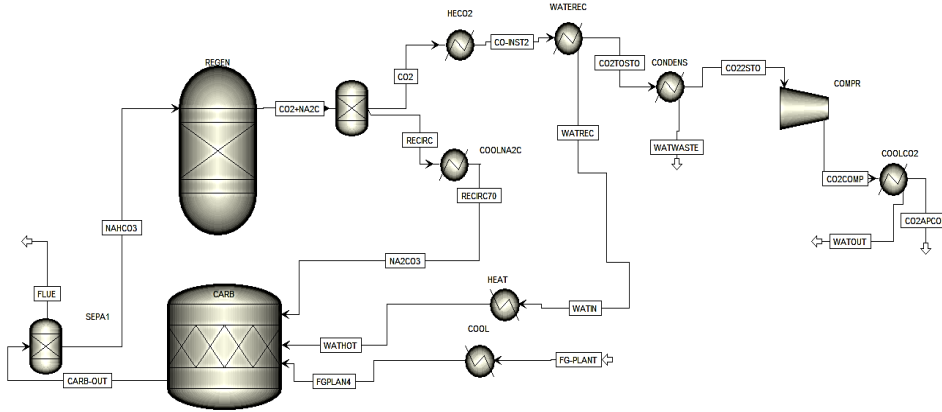 HECO2
WATEREC
CO-INST2
CO2TOSTO
CONDENS
CO22STO
COMPR
REGEN
CO2
CO2+NA2C
RECIRC
WATREC
WATWASTE
COOLNA2C
COOLCO2
CO2COMP
RECIRC70
CO2APCO
NAHCO3
WATOUT
NA2CO3
FLUE
CARB
HEAT
SEPA1
WATIN
WATHOT
COOL
FG-PLANT
CARB-OUT
FGPLAN4